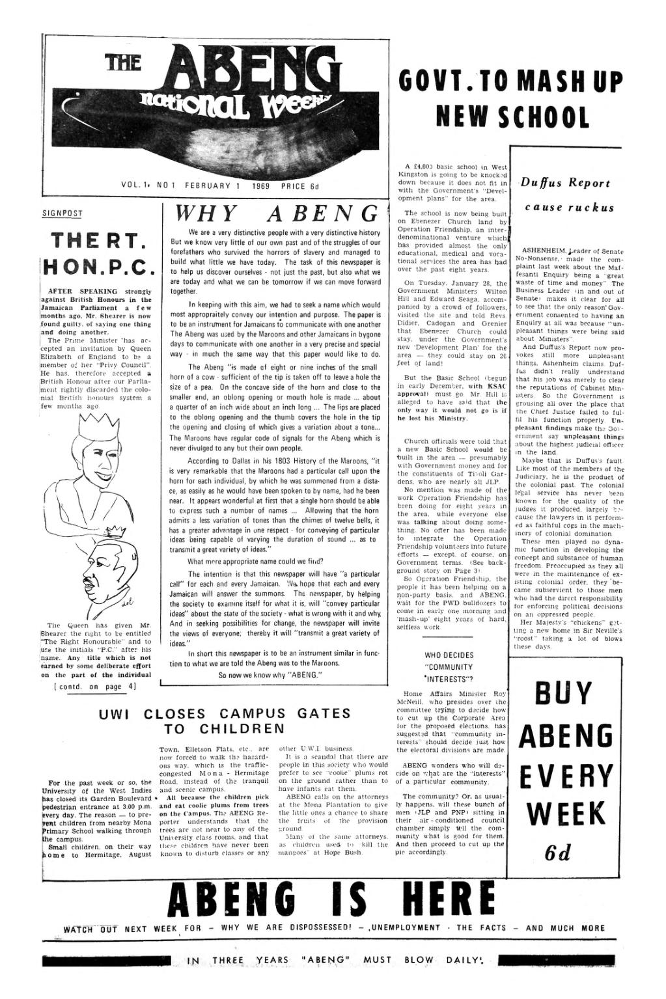 THE ABENG
national Weekly
VOL. 1, NO 1 FEBRUARY 1 1969 PRICE 6d
SIGNPOST
THE RT.
HON. P.C.
AFTER SPEAKING strongly
against British Honours in the
Jamaican Parliament a few
months ago, Mr. Shearer is now
found guilty, of saying one thing
and doing another.
The Prime Minister has ac-
cepted an invitation by Queen
Elizabeth of England to be a
member of her "Privy Council".
He has, therefore accepted a
British Honour after our Parlia-
ment rightly discarded the colo-
nial British honours system a
few months ago.
del
The Queen has given Mr.
Shearer the right to be entitled
"The Right Honourable" and to
use the initials "P.C." after his
name. Any title which is not
earned by some deliberate effort
on the part of the individual
[contd. on page 4]
WHY ABENG
We are a very distinctive people with a very distinctive history
But we know very little of our own past and of the struggles of our
forefathers who survived the horrors of slavery and managed to
build what little we have today. The task of this newspaper is
to help us discover ourselves - not just the past, but also what we
are today and what we can be tomorrow if we can move forward
together.
In keeping with this aim, we had to seek a name which would
most appropraitely convey our intention and purpose. The paper is
to be an instrument for Jamaicans to communicate with one another
The Abeng was used by the Maroons and other Jamaicans in bygone
days to communicate with one another in a very precise and special
way - in much the same way that this paper would like to do.
The Abeng "is made of eight or nine inches of the small
horn of a cow - sufficient of the tip is taken off to leave a hole the
size of a pea. On the concave side of the horn and close to the
smaller end, an oblong opening or mouth hole is made ... about
a quarter of an inch wide about an inch long ... The lips are placed
to the oblong opening and the thumb covers the hole in the tip
the opening and closing of which gives a variation about a tone...
The Maroons have regular code of signals for the Abeng which is
never divulged to any but their own people.
According to Dallas in his 1803 History of the Maroons, "it
is very remarkable that the Maroons had a particular call upon the
horn for each individual, by which he was summoned from a dista-
ce, as easily as he would have been spoken to by name, had he been
near. It appears wonderful at first that a single horn should be able
to express such a number of names ... Allowing that the horn
admits a less variation of tones than the chimes of twelve bells, it
has a greater advantage in one respect - for conveying of particular
ideas being capable of varying the duration of sound ... as to
transmit a great variety of ideas."
What more appropriate name could we find?
The intention is that this newspaper will have "a particular
call" for each and every Jamaican. We hope that each and every
Jamaican will answer the summons. The newspaper, by helping
the society to examine itself for what it is, will "convey particular
ideas" about the state of the society - what is wrong with it and why.
And in seeking possibilities for change, the newspaper will invite
the views of everyone; thereby it will "transmit a great variety of
ideas."
In short this newspaper is to be an instrument similar in func-
tion to what we are told the Abeng was to the Maroons.
So now we know why "ABENG."
GOVT. TO MASH UP
NEW SCHOOL
A £4,000 basic school in West
Kingston is going to be knocked
down because it does not fit in
with the Government's "Devel-
opment plans" for the area.
The school is now being built
on Ebenezer Church land by
Operation Friendship, an inter-
denominational venture which
has provided almost the only
educational, medical and voca-
tional services the area has had
over the past eight years.
On Tuesday, January 28, the
Government Ministers Wilton
Hill and Edward Seaga, accom-
panied by a crowd of followers,
visited the site and told Revs.
Didier, Cadogan and Grenier
that Ebenezer Church could
stay, under the Government's
new 'Development Plan' for the
area — they could stay on 20
feet of land!
But the Basic School (begun
in early December, with KSAC
approval) must go. Mr. Hill is
alleged to have said that the
only way it would not go is if
he lost his Ministry.
Church officials were told that
a new Basic School would be
built in the area — presumably
with Government money and for
the constituents of Tivoli Gar-
dens, who are nearly all JLP.
No mention was made of the
work Operation Friendship has
been doing for eight years in
the area, while everyone else
was talking about doing some-
thing. No offer has been made
to integrate the Operation
Friendship volunteers into future
efforts — except, of course, on
Government terms. (See back-
ground story on Page 3).
So Operation Friendship, the
people it has been helping on a
non-party basis, and ABENG,
wait for the PWD bulldozers to
come in early one morning and
'mash-up' eight years of hard,
selfless work.
WHO DECIDES
"COMMUNITY
"INTERESTS"?
Home Affairs Minister Roy
McNeill, who presides over the
committee trying to decide how
to cut up the Corporate Area
for the proposed elections, has
suggested that "community in-
terests" should decide just how
the electoral divisions are made.
ABENG wonders who will de-
cide on what are the "interests"
of a particular community.
The community? Or, as usual-
ly happens, will these bunch of
men (JLP and PNP) sitting in
their air-conditioned council
chamber simply tell the com-
munity what is good for them.
And then proceed to cut up the
pie accordingly.
Duffus Report
cause ruckus
ASHENHEIM, Leader of Senate
No-Nonsense, made the com-
plaint last week about the Maf-
fesanti Enquiry being a "great
waste of time and money". The
Business Leader (in and out of
Senate) makes it clear for all
to see that the only reason Gov-
ernment consented to having an
Enquiry at all was because "un-
pleasant things were being said
about Ministers".
And Duffus's Report now pro-
vokes still more unpleasant
things, Ashenheim claims. Duf-
fus didn't really understand
that his job was merely to clear
the reputations of Cabinet Min-
isters. So the Government is
grousing all over the place that
the Chief Justice failed to ful-
fil his function properly. Un-
pleasant findings make the Gov-
ernment say unpleasant things
about the highest judicial officer
in the land.
Maybe that is Duffus's fault.
Like most of the members of the
Judiciary, he is the product of
the colonial past. The colonial
legal service has never been
known for the quality of the
judges it produced, largely be-
cause the lawyers in it perform-
ed as faithful cogs in the mach-
inery of colonial domination.
These men played no dyna-
mic function in developing the
concept and substance of human
freedom. Preoccupied as they all
were in the maintenance of ex-
isting colonial order, they be-
came subservient to those men
who had the direct responsibility
for enforcing political decisions
on an oppressed people.
Her Majesty's "chickens" get-
ting a new home in Sir Neville's
"roost" taking a lot of blows
these days.
BUY
ABENG
EVERY
WEEK
6d
UWI CLOSES CAMPUS GATES
TO CHILDREN
For the past week or so, the
University of the West Indies
has closed its Garden Boulevard
pedestrian entrance at 3.00 p.m.
every day. The reason — to pre-
vent children from nearby Mona
Primary School walking through
the campus.
Small children, on their way
home to Hermitage, August
Town, Elletson Flats, etc., are
now forced to walk the hazard-
ous way, which is the traffic-
congested Mona - Hermitage
Road, instead of the tranquil
and scenic campus.
All because the children pick
and eat coolie plums from trees
on the Campus. The ABENG Re-
porter understands that the
trees are not near to any of the
University class rooms, and that
these children have never been
known to disturb classes or any
other U.W.I. business.
It is a scandal that there are
people in this society who would
prefer to see "coolie" plums rot
on the ground rather than to
have infants eat them.
ABENG calls on the attorneys
at the Mona Plantation to give
the little ones a chance to share
the fruits of the provision
ground.
Many of the same attorneys,
as children used to "kill the
mangoes" at Hope Bush.
ABENG IS HERE
WATCH OUT NEXT WEEK FOR - WHY WE ARE DISPOSSESSED! - UNEMPLOYMENT - THE FACTS - AND MUCH MORE
IN THREE YEARS "ABENG" MUST BLOW DAILY!